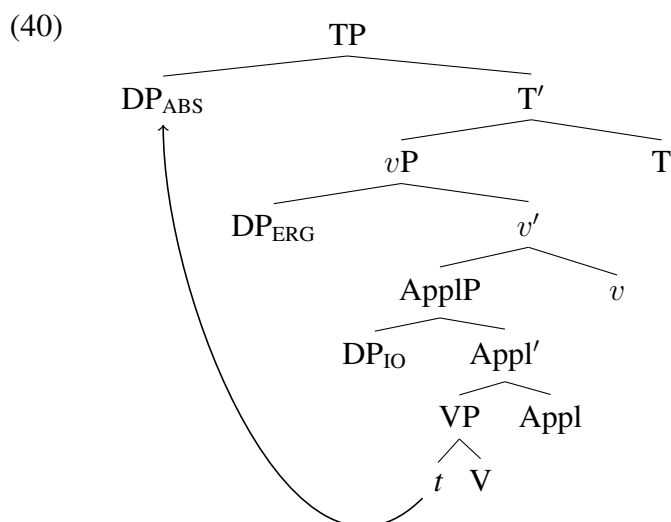 (40)
TP
DP_ABS T′
vP T
DP_ERG v′
ApplP v
DP_IO Appl′
VP Appl
t V